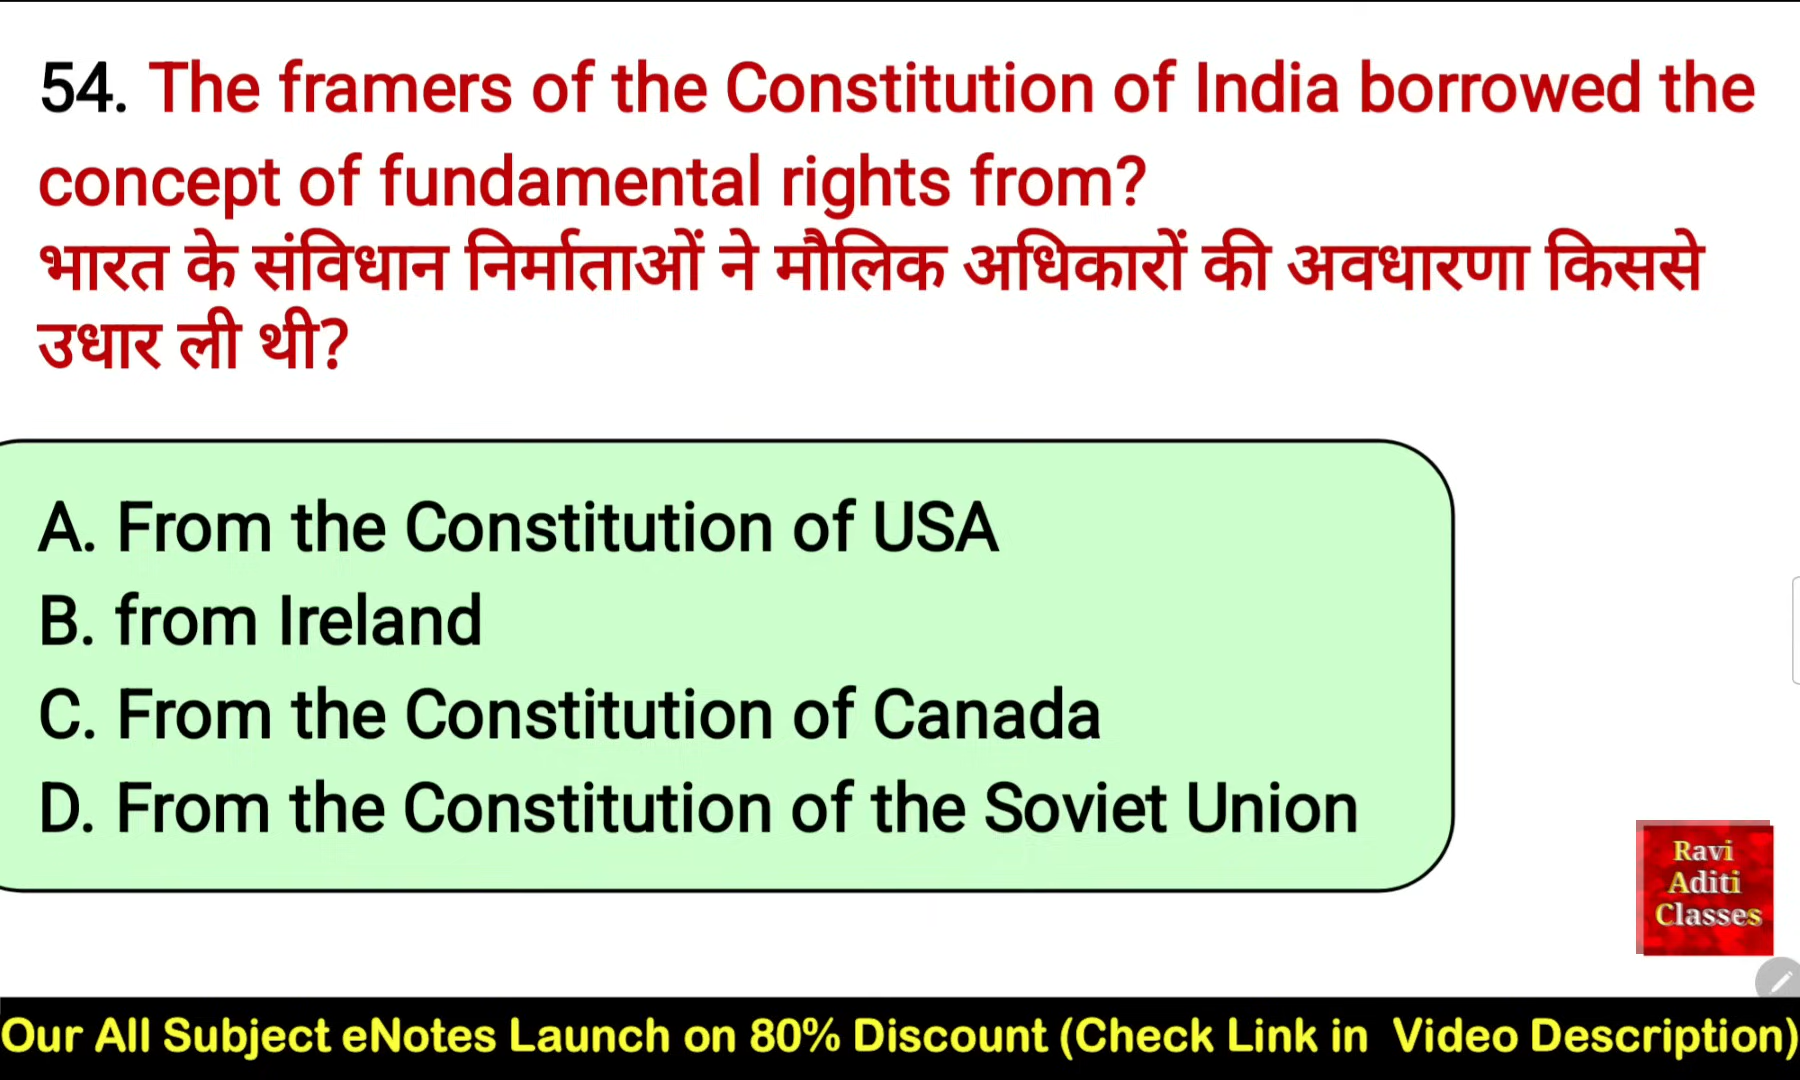 54. The framers of the Constitution of India borrowed the
concept of fundamental rights from?
भारत के संविधान निर्माताओं ने मौलिक अधिकारों की अवधारणा किससे
उधार ली थी?
A. From the Constitution of USA
B. from Ireland
C. From the Constitution of Canada
D. From the Constitution of the Soviet Union
Ravi
Aditi
Classes
Our All Subject eNotes Launch on 80% Discount (Check Link in Video Description)